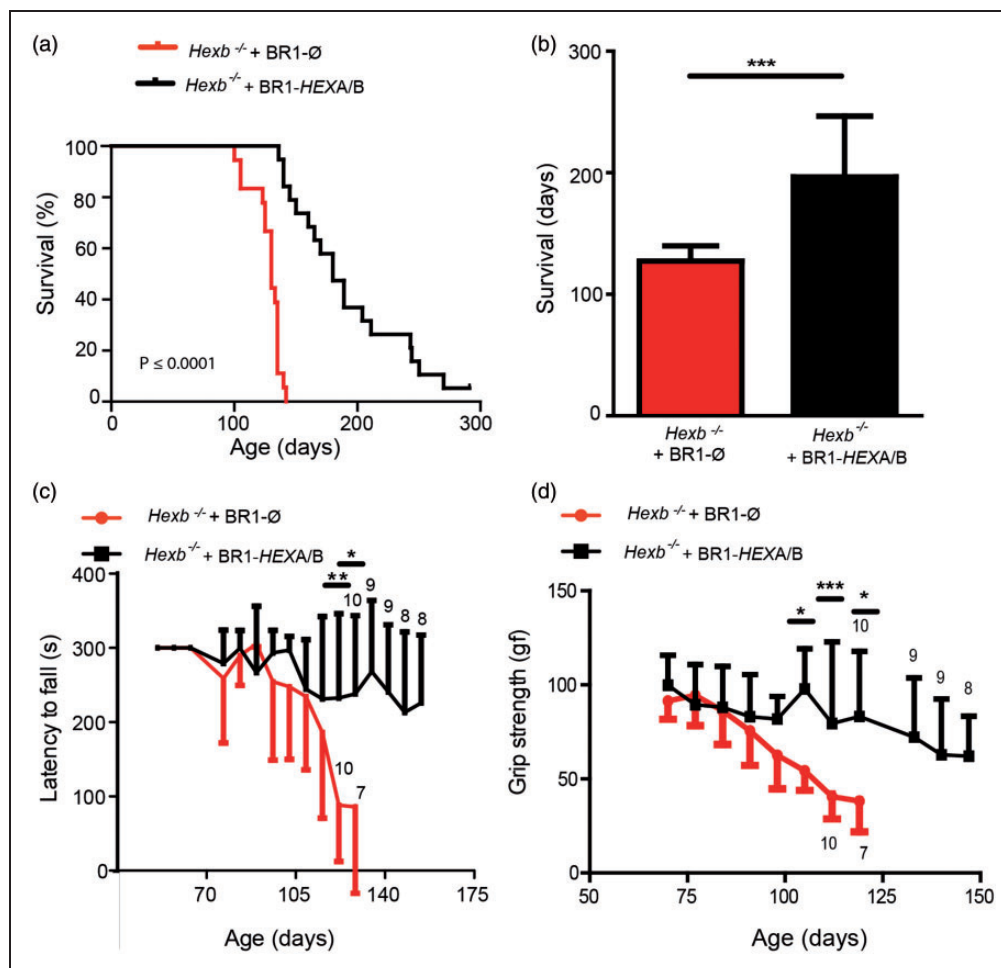 (a)
Hexb -/- + BR1-Ø
Hexb -/- + BR1-HEXA/B
Survival (%)
100
80
60
40
20
0
P ≤ 0.0001
0 100 200 300
Age (days)
(b)
***
Survival (days)
300
200
100
0
Hexb -/-
+ BR1-Ø
Hexb -/-
+ BR1-HEXA/B
(c)
Hexb -/- + BR1-Ø
Hexb -/- + BR1-HEXA/B
Latency to fall (s)
400
300
200
100
0
*
**
10
9
9
8
8
10
7
70 105 140 175
Age (days)
(d)
Hexb -/- + BR1-Ø
Hexb -/- + BR1-HEXA/B
Grip strength (gf)
150
100
50
0
*
***
*
10
9
9
8
10
7
50 75 100 125 150
Age (days)